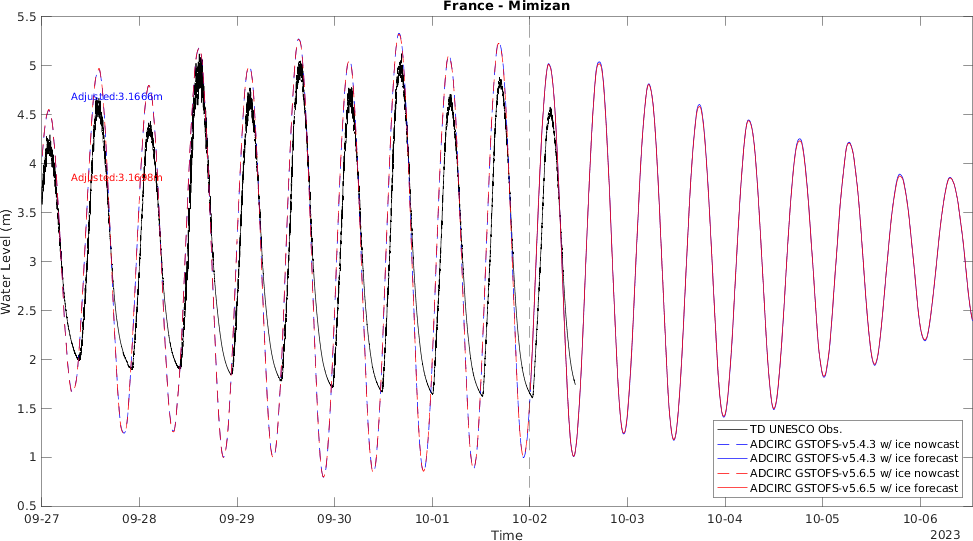 France - Mimizan
5.5
5
4.5
4
3.5
3
2.5
2
1.5
1
0.5
Water Level (m)
Adjusted:3.1666m
Adjusted:3.1698m
TD UNESCO Obs.
ADCIRC GSTOFS-v5.4.3 w/ ice nowcast
ADCIRC GSTOFS-v5.4.3 w/ ice forecast
ADCIRC GSTOFS-v5.6.5 w/ ice nowcast
ADCIRC GSTOFS-v5.6.5 w/ ice forecast
09-27 09-28 09-29 09-30 10-01 10-02 10-03 10-04 10-05 10-06
Time
2023